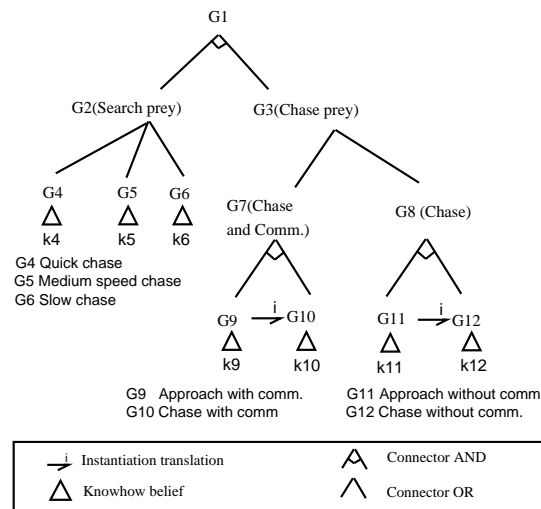 G1
G2(Search prey)
G3(Chase prey)
G4
G5
G6
G7(Chase
and Comm.)
G8 (Chase)
k4
k5
k6
G4 Quick chase
G5 Medium speed chase
G6 Slow chase
G9
i
G10
G11
i
G12
k9
k10
k11
k12
G9 Approach with comm.
G10 Chase with comm
G11 Approach without comm
G12 Chase without comm.
i
Instantiation translation
Connector AND
Knowhow belief
Connector OR